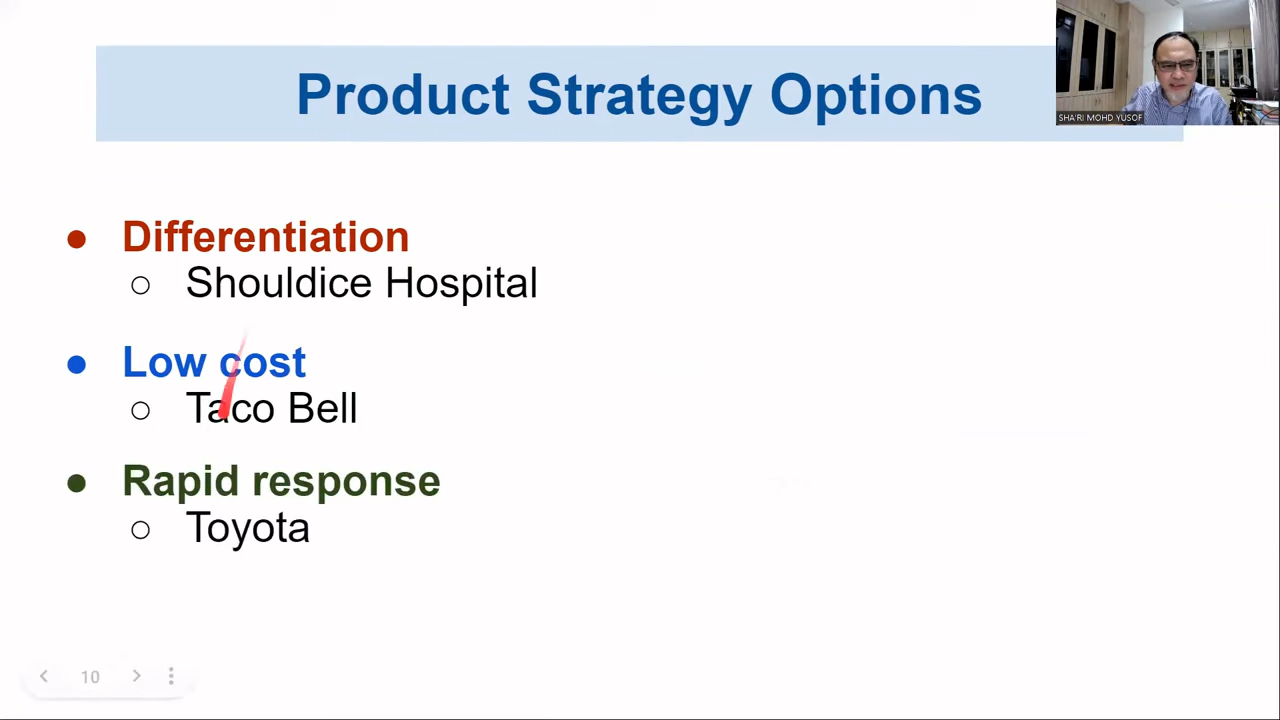 Product Strategy Options
SHA'RI MOHD YUSOF
● Differentiation
○ Shouldice Hospital
● Low cost
○ Taco Bell
● Rapid response
○ Toyota
10